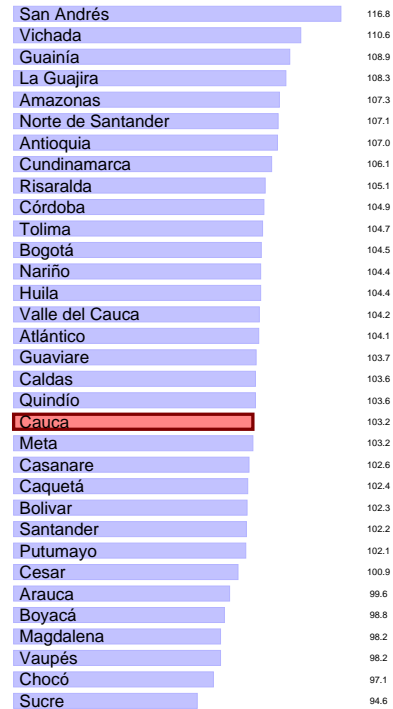 San Andrés 116.8
Vichada 110.6
Guainía 108.9
La Guajira 108.3
Amazonas 107.3
Norte de Santander 107.1
Antioquia 107.0
Cundinamarca 106.1
Risaralda 105.1
Córdoba 104.9
Tolima 104.7
Bogotá 104.5
Nariño 104.4
Huila 104.4
Valle del Cauca 104.2
Atlántico 104.1
Guaviare 103.7
Caldas 103.6
Quindío 103.6
Cauca 103.2
Meta 103.2
Casanare 102.6
Caquetá 102.4
Bolivar 102.3
Santander 102.2
Putumayo 102.1
Cesar 100.9
Arauca 99.6
Boyacá 98.8
Magdalena 98.2
Vaupés 98.2
Chocó 97.1
Sucre 94.6